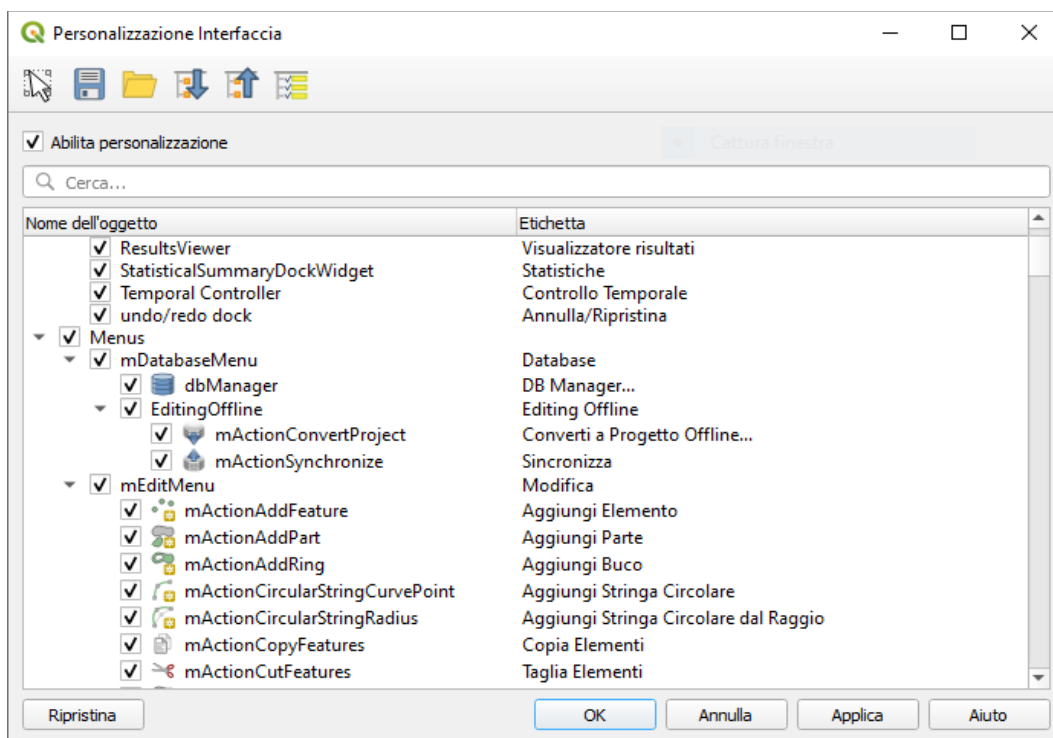 Personalizzazione Interfaccia
Abilita personalizzazione
Cattura finestra
Cerca...
Nome dell'oggetto Etichetta
ResultsViewer Visualizzatore risultati
StatisticalSummaryDockWidget Statistiche
Temporal Controller Controllo Temporale
undo/redo dock Annulla/Ripristina
Menus
mDatabaseMenu Database
dbManager DB Manager...
EditingOffline Editing Offline
mActionConvertProject Converti a Progetto Offline...
mActionSynchronize Sincronizza
mEditMenu Modifica
mActionAddFeature Aggiungi Elemento
mActionAddPart Aggiungi Parte
mActionAddRing Aggiungi Buco
mActionCircularStringCurvePoint Aggiungi Stringa Circolare
mActionCircularStringRadius Aggiungi Stringa Circolare dal Raggio
mActionCopyFeatures Copia Elementi
mActionCutFeatures Taglia Elementi
Ripristina OK Annulla Applica Aiuto